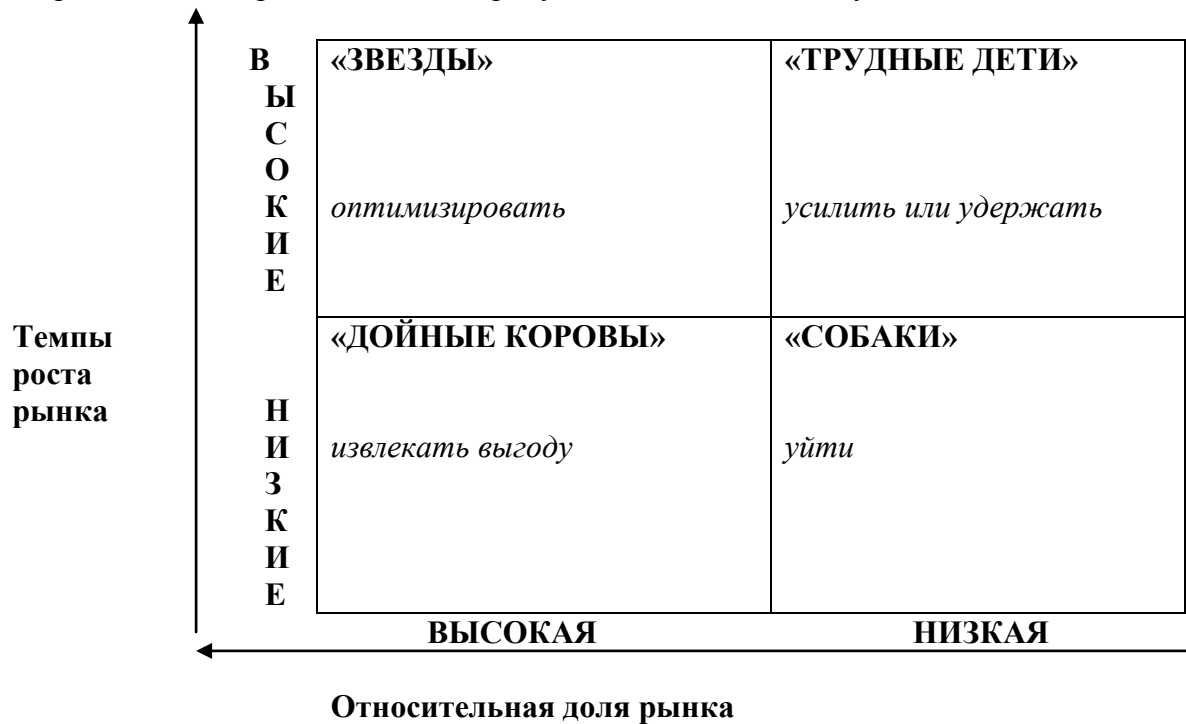 «ЗВЕЗДЫ»
«ТРУДНЫЕ ДЕТИ»
В
Ы
С
О
К
И
Е
оптимизировать
усилить или удержать
Темпы
роста
рынка
«ДОЙНЫЕ КОРОВЫ»
«СОБАКИ»
Н
И
З
К
И
Е
извлекать выгоду
уйти
ВЫСОКАЯ
НИЗКАЯ
Относительная доля рынка